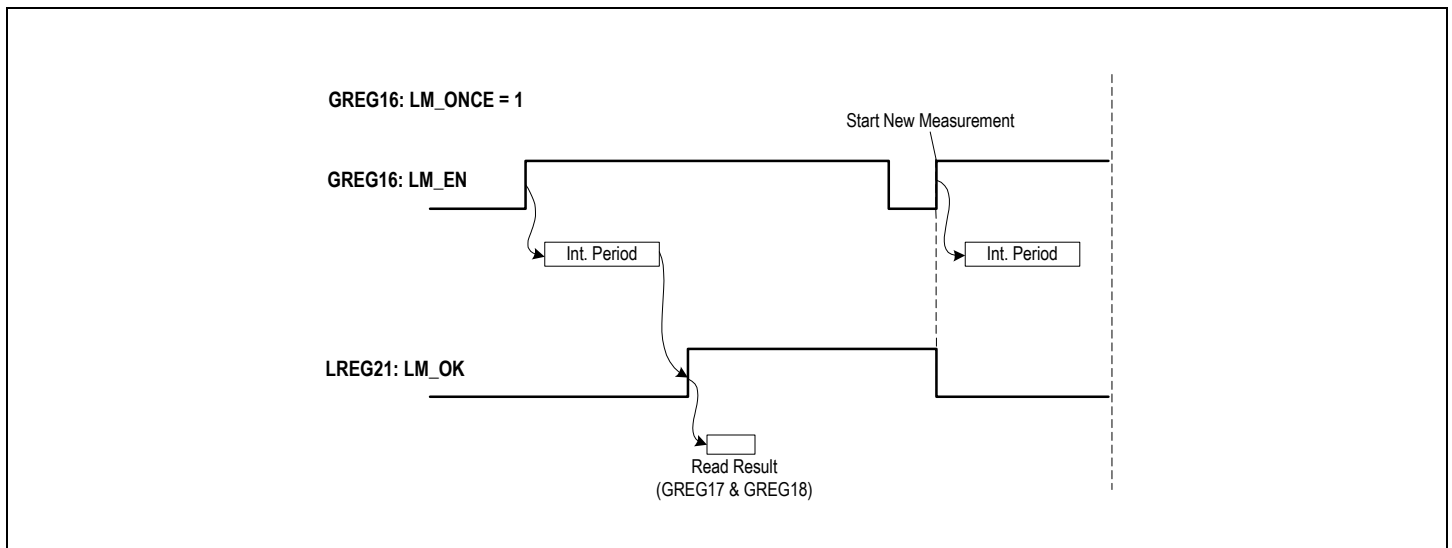 GREG16: LM_ONCE = 1
Start New Measurement
GREG16: LM_EN
Int. Period
Int. Period
LREG21: LM_OK
Read Result
(GREG17 & GREG18)